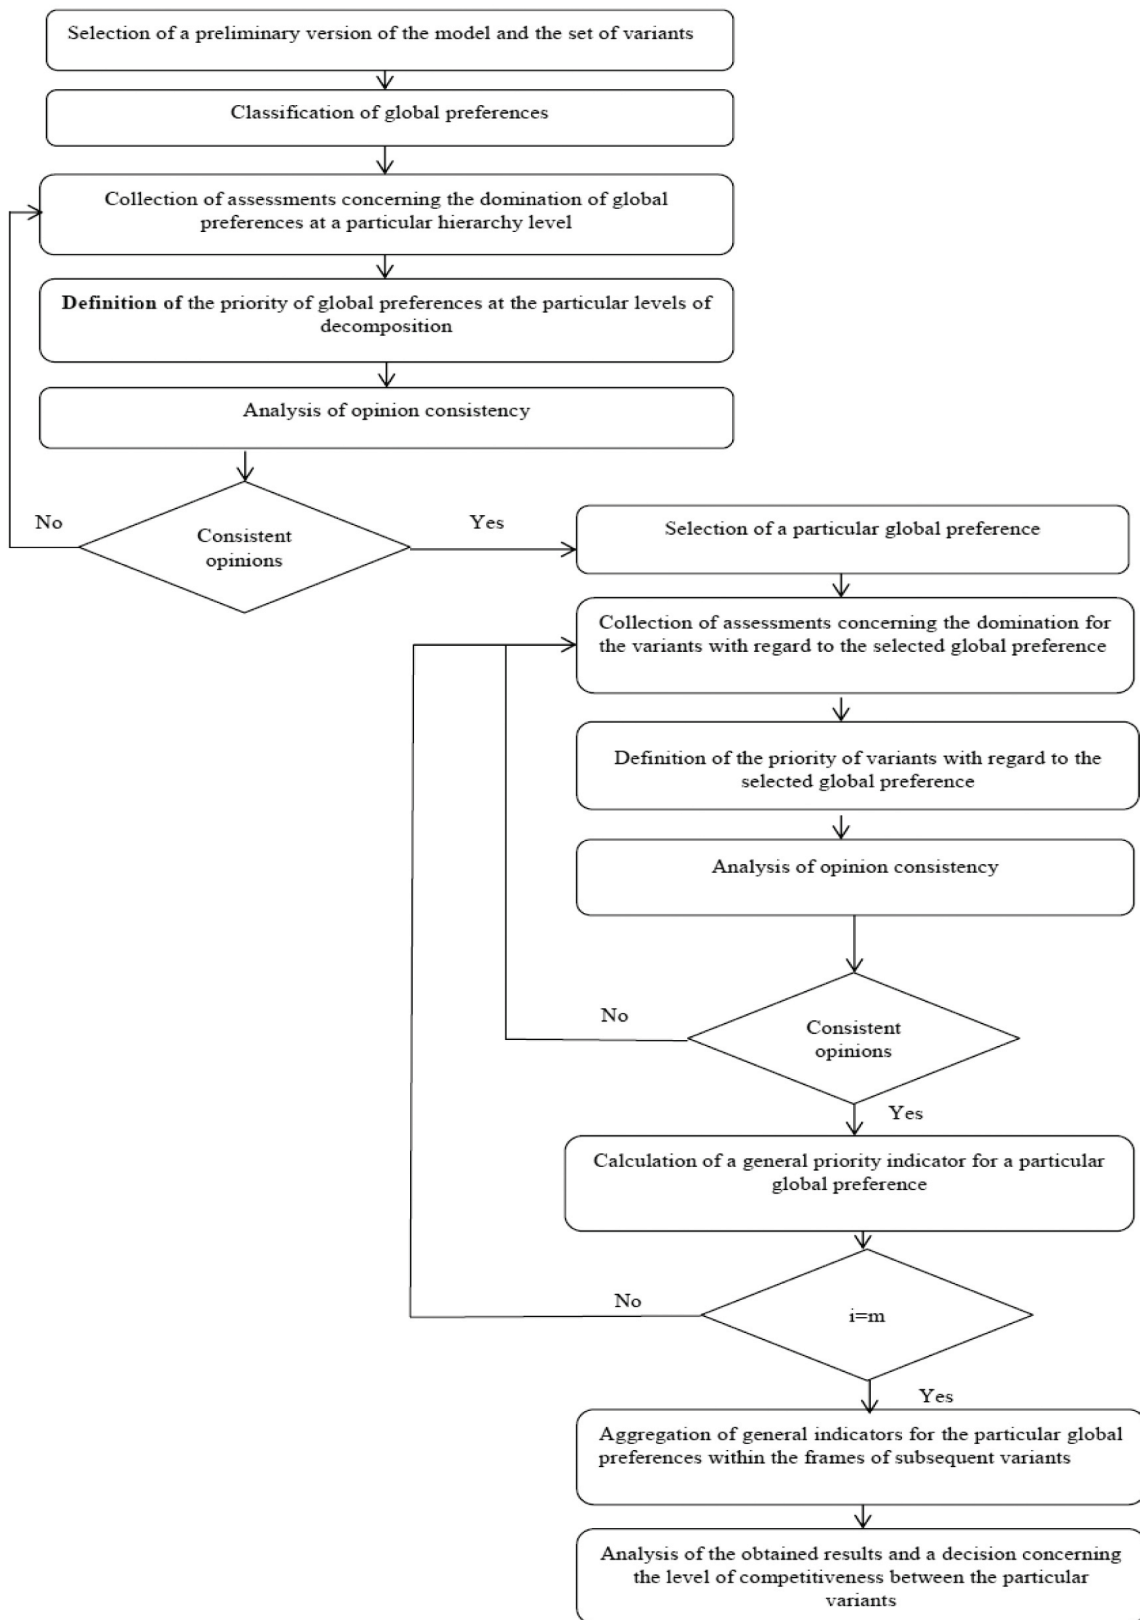 Selection of a preliminary version of the model and the set of variants
Classification of global preferences
Collection of assessments concerning the domination of global
preferences at a particular hierarchy level
Definition of the priority of global preferences at the particular levels of
decomposition
Analysis of opinion consistency
No
Consistent
opinions
Yes
Selection of a particular global preference
Collection of assessments concerning the domination for
the variants with regard to the selected global preference
Definition of the priority of variants with regard to the
selected global preference
Analysis of opinion consistency
No
Consistent
opinions
Yes
Calculation of a general priority indicator for a particular
global preference
No
i=m
Yes
Aggregation of general indicators for the particular global
preferences within the frames of subsequent variants
Analysis of the obtained results and a decision concerning
the level of competitiveness between the particular
variants